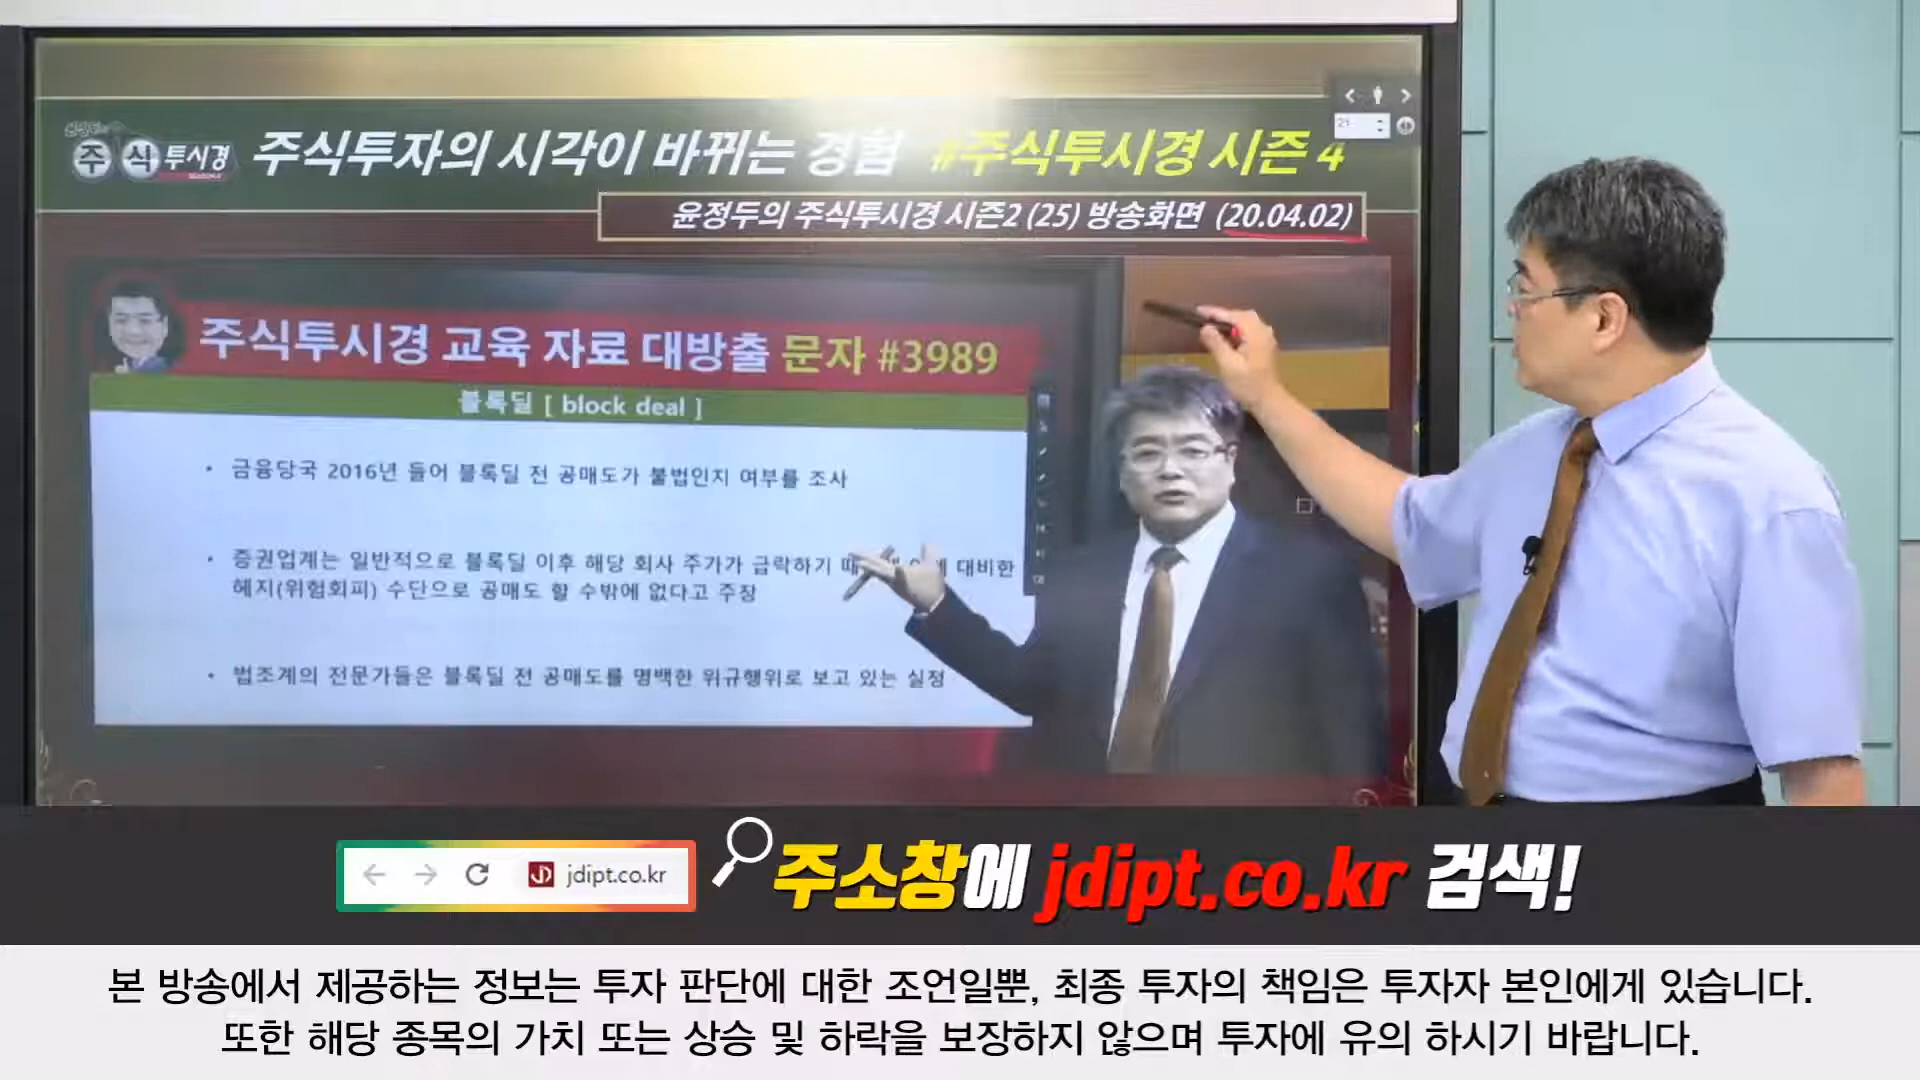 주식투시경
주식투자의 시각이 바뀌는 경험 #주식투시경 시즌 4
21
윤정두의 주식투시경 시즌2 (25) 방송화면 (20.04.02)
주식투시경 교육 자료 대방출 문자 #3989
블록딜 [ block deal ]
• 금융당국 2016년 들어 블록딜 전 공매도가 불법인지 여부를 조사
• 증권업계는 일반적으로 블록딜 이후 해당 회사 주가가 급락하기 대비한
헤지(위험회피) 수단으로 공매도 할 수밖에 없다고 주장
• 법조계의 전문가들은 블록딜 전 공매도를 명백한 위규행위로 보고 있는 실정
jdipt.co.kr
주소창에 jdipt.co.kr 검색!
본 방송에서 제공하는 정보는 투자 판단에 대한 조언일뿐, 최종 투자의 책임은 투자자 본인에게 있습니다.
또한 해당 종목의 가치 또는 상승 및 하락을 보장하지 않으며 투자에 유의 하시기 바랍니다.